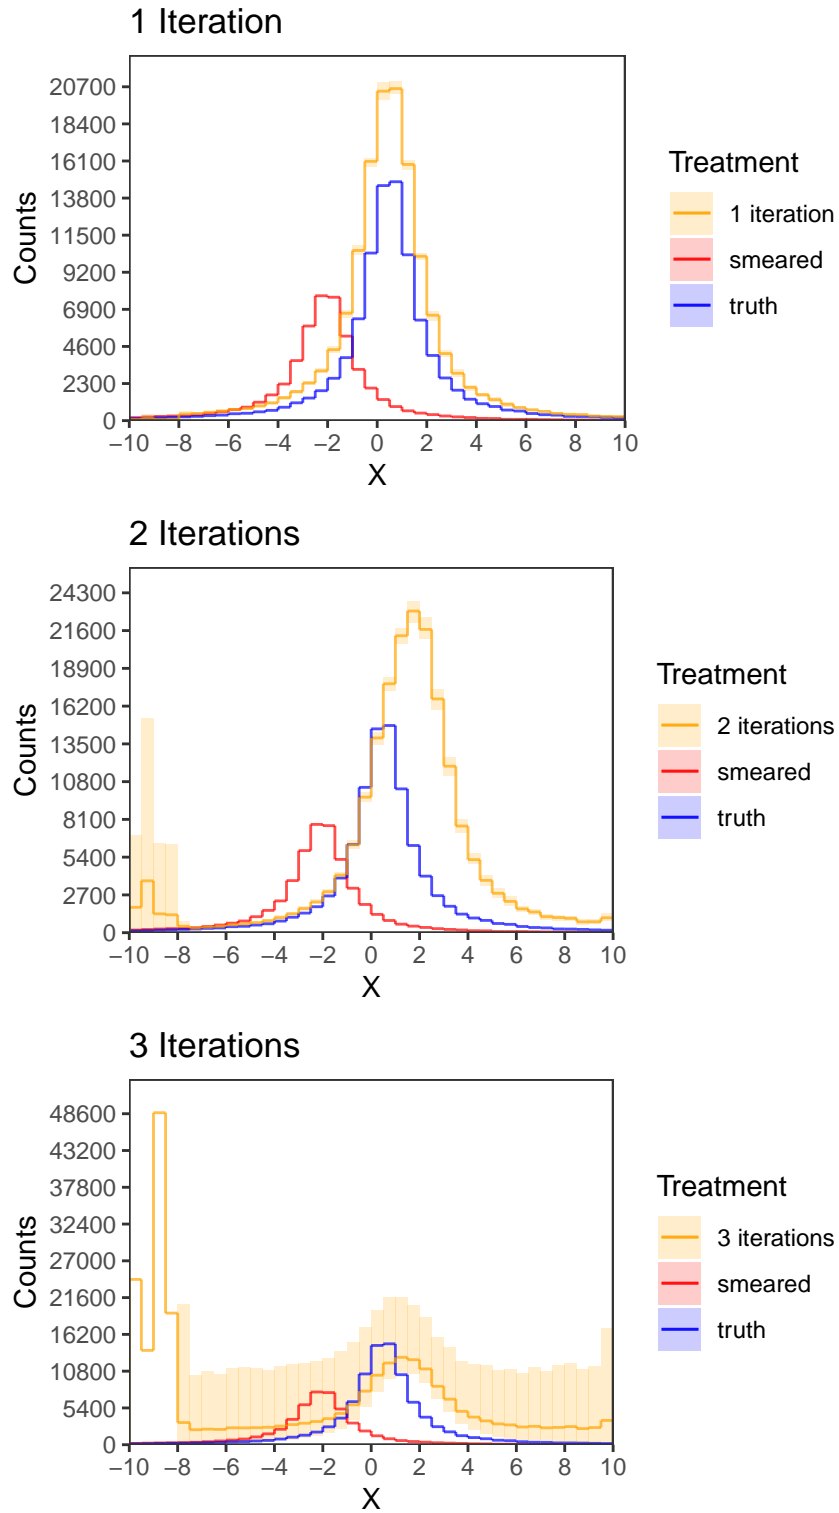 1 Iteration
20700
18400
16100
13800
11500
9200
6900
4600
2300
0
Counts
−10 −8 −6 −4 −2 0 2 4 6 8 10
X
Treatment
1 iteration
smeared
truth
2 Iterations
24300
21600
18900
16200
13500
10800
8100
5400
2700
0
Counts
−10 −8 −6 −4 −2 0 2 4 6 8 10
X
Treatment
2 iterations
smeared
truth
3 Iterations
48600
43200
37800
32400
27000
21600
16200
10800
5400
0
Counts
−10 −8 −6 −4 −2 0 2 4 6 8 10
X
Treatment
3 iterations
smeared
truth